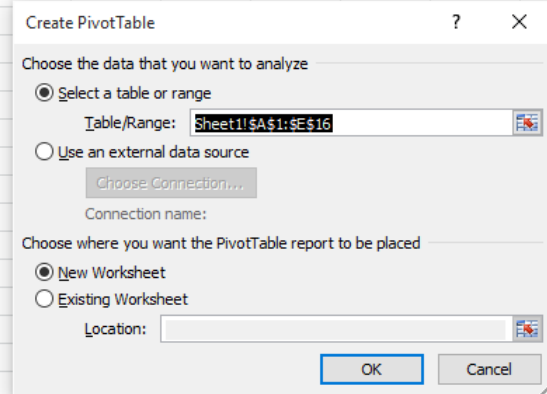 Create PivotTable ? ×
Choose the data that you want to analyze
Select a table or range
Table/Range: Sheet1!$A$1:$E$16
Use an external data source
Choose Connection...
Connection name:
Choose where you want the PivotTable report to be placed
New Worksheet
Existing Worksheet
Location:
OK Cancel